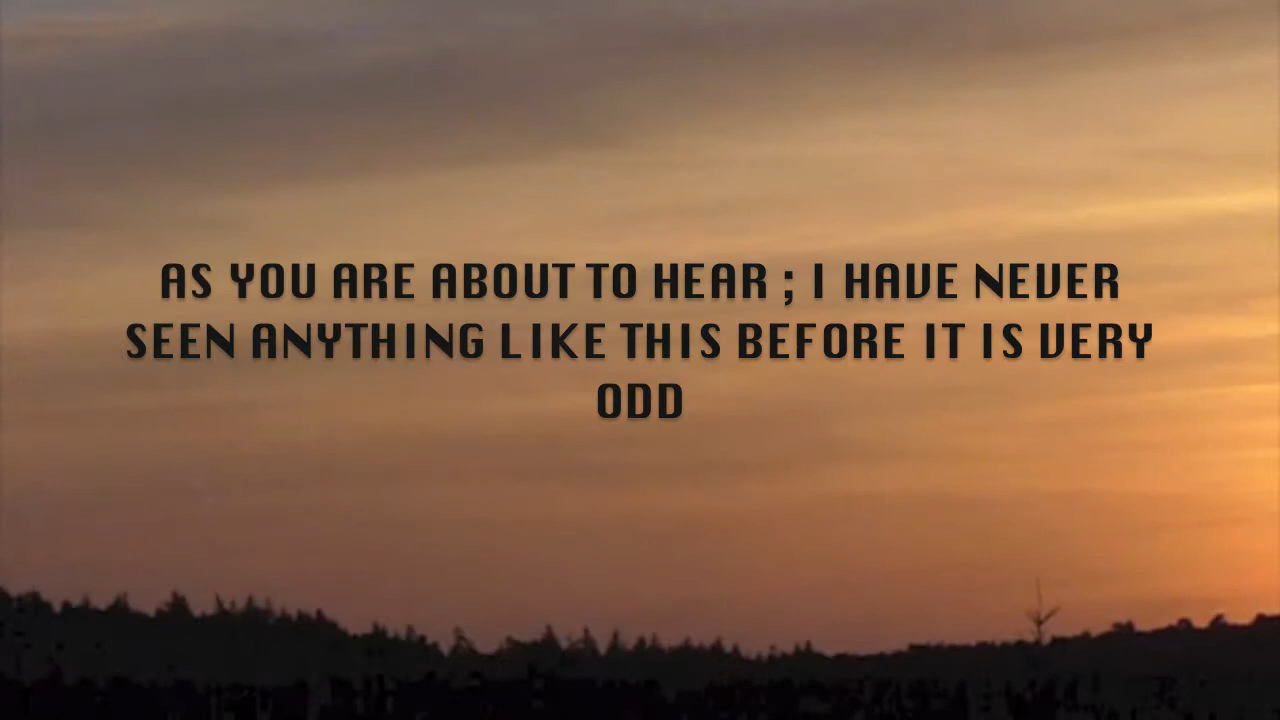 AS YOU ARE ABOUT TO HEAR ; I HAVE NEVER
SEEN ANYTHING LIKE THIS BEFORE IT IS VERY
ODD